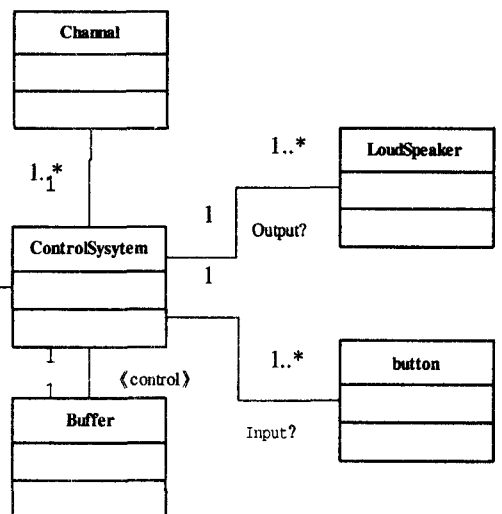 Channal
1..*
1
1..*
LoudSpeaker
1
Output?
ControlSysytem
1
1..*
button
1
1
《control》
Buffer
Input?